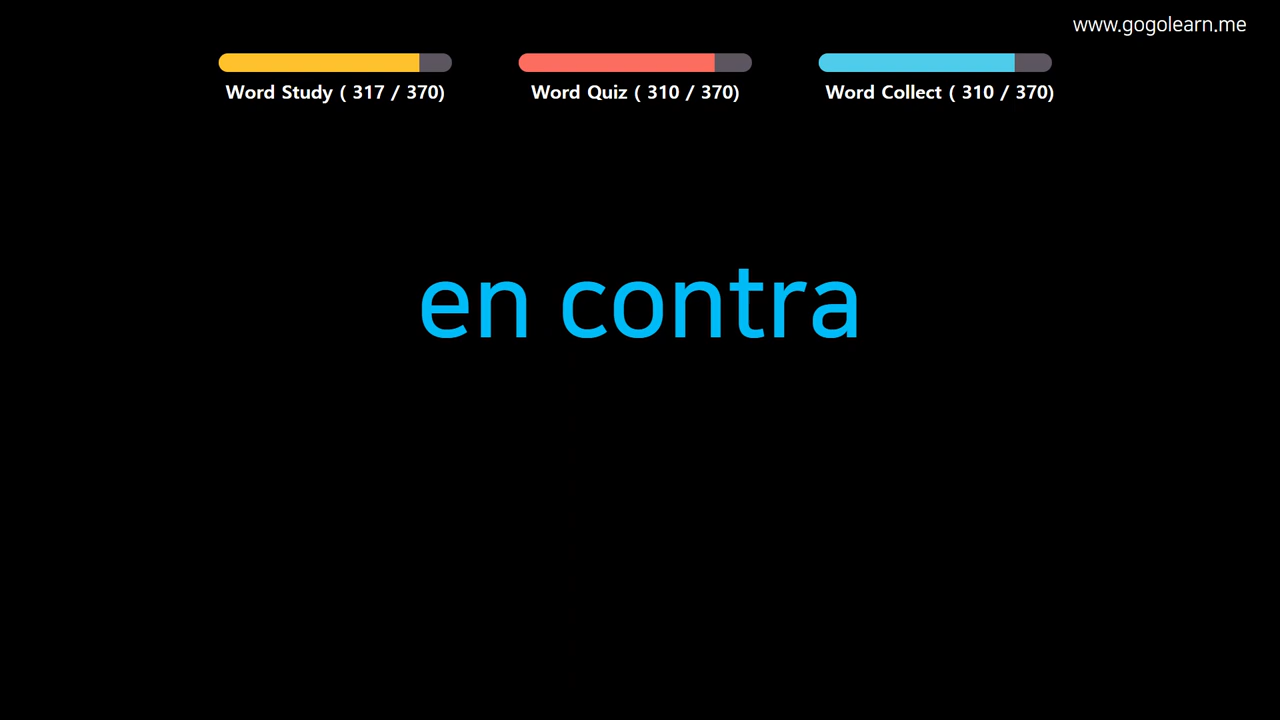 www.gogolearn.me
Word Study ( 317 / 370)
Word Quiz ( 310 / 370)
Word Collect ( 310 / 370)
en contra